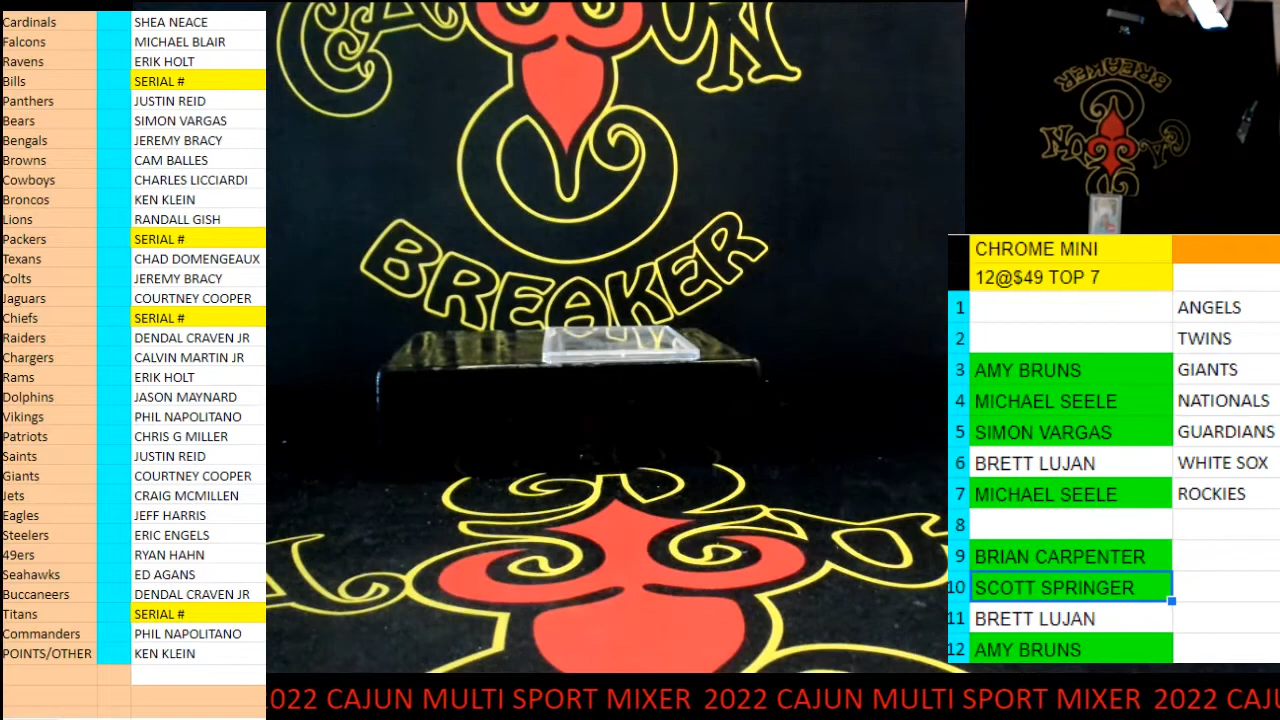 Cardinals SHEA NEACE
Falcons MICHAEL BLAIR
Ravens ERIK HOLT
Bills SERIAL #
Panthers JUSTIN REID
Bears SIMON VARGAS
Bengals JEREMY BRACY
Browns CAM BALLES
Cowboys CHARLES LICCIARDI
Broncos KEN KLEIN
Lions RANDALL GISH
Packers SERIAL #
Texans CHAD DOMENGEAUX
Colts JEREMY BRACY
Jaguars COURTNEY COOPER
Chiefs SERIAL #
Raiders DENDAL CRAVEN JR
Chargers CALVIN MARTIN JR
Rams ERIK HOLT
Dolphins JASON MAYNARD
Vikings PHIL NAPOLITANO
Patriots CHRIS G MILLER
Saints JUSTIN REID
Giants COURTNEY COOPER
Jets CRAIG MCMILLEN
Eagles JEFF HARRIS
Steelers ERIC ENGELS
49ers RYAN HAHN
Seahawks ED AGANS
Buccaneers DENDAL CRAVEN JR
Titans SERIAL #
Commanders PHIL NAPOLITANO
POINTS/OTHER KEN KLEIN
BREAKER
BREAKER
CAJUN
CHROME MINI
12@$49 TOP 7
1 ANGELS
2 TWINS
3 AMY BRUNS GIANTS
4 MICHAEL SEELE NATIONALS
5 SIMON VARGAS GUARDIANS
6 BRETT LUJAN WHITE SOX
7 MICHAEL SEELE ROCKIES
8
9 BRIAN CARPENTER
10 SCOTT SPRINGER
11 BRETT LUJAN
12 AMY BRUNS
2022 CAJUN MULTI SPORT MIXER 2022 CAJUN MULTI SPORT MIXER 2022 CAJU